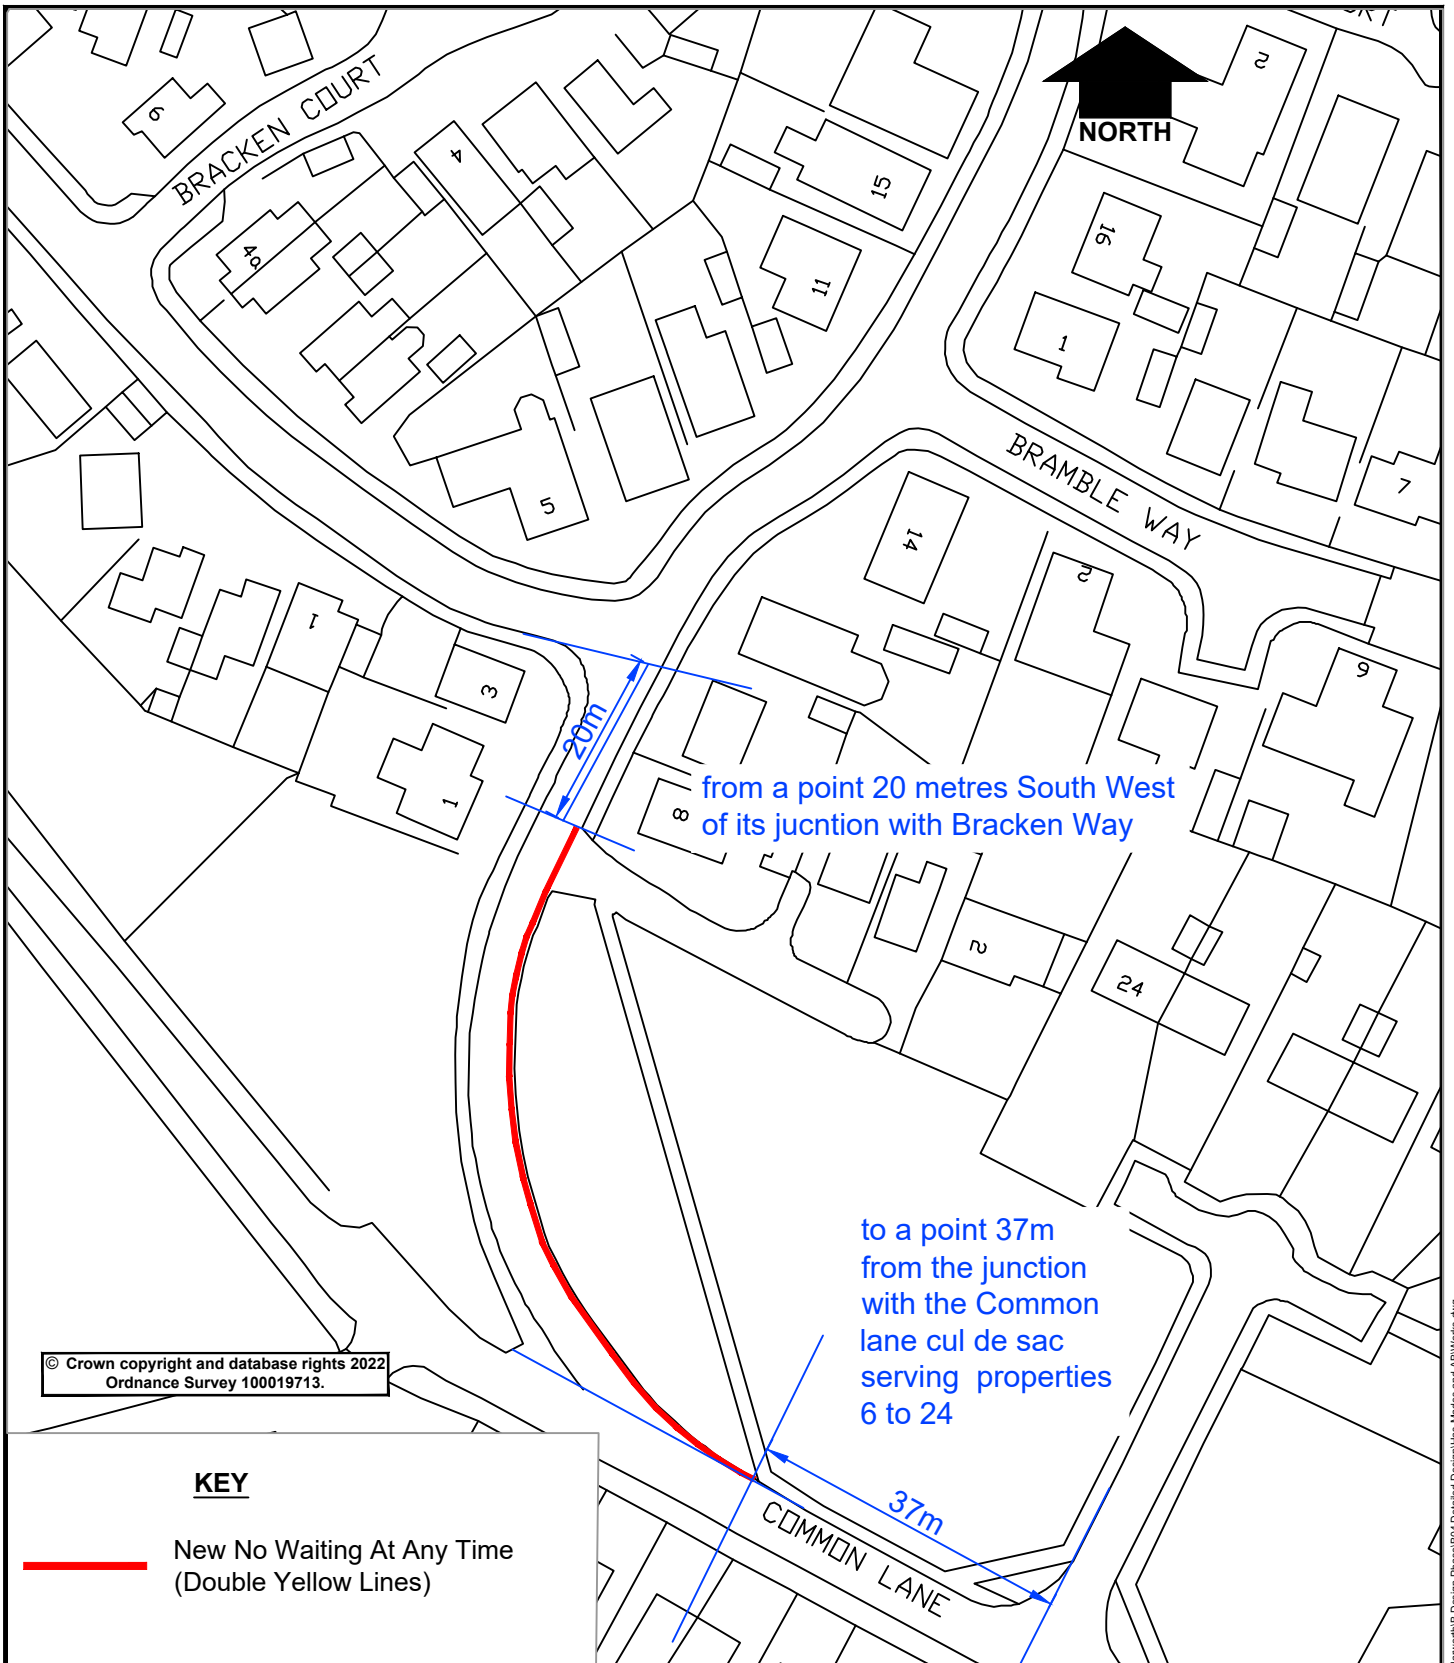 NORTH
BRACKEN COURT
6
4
4a
15
11
16
1
2
5
BRAMBLE WAY
7
14
2
9
1
3
1
20m
8
from a point 20 metres South West
of its jucntion with Bracken Way
2
24
to a point 37m
from the junction
with the Common
lane cul de sac
serving properties
6 to 24
37m
COMMON LANE
© Crown copyright and database rights 2022
Ordnance Survey 100019713.
KEY
New No Waiting At Any Time
(Double Yellow Lines)